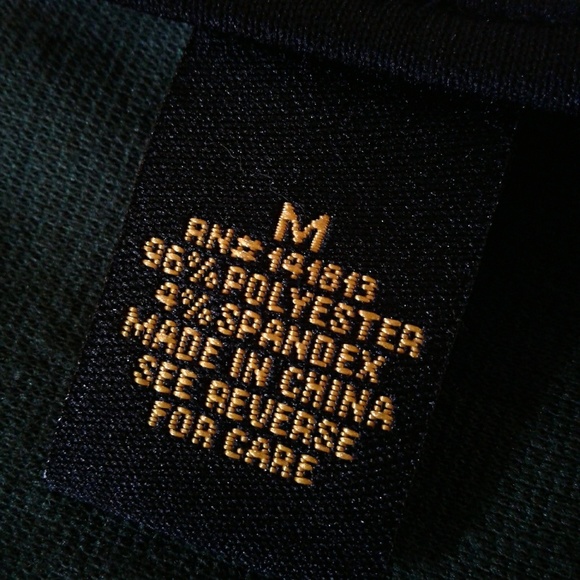 M
RN# 141813
96% POLYESTER
4% SPANDEX
MADE IN CHINA
SEE REVERSE
FOR CARE